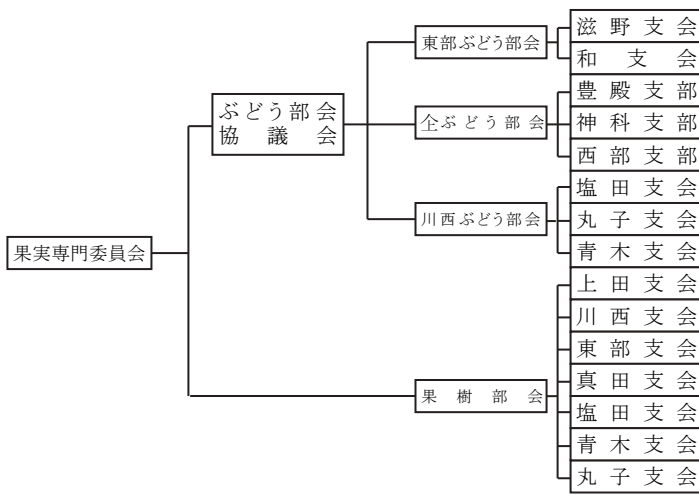 果実専門委員会
ぶどう部会
協議会
東部ぶどう部会
仝ぶどう部会
川西ぶどう部会
果樹部会
滋野支会
和支会
豊殿支部
神科支部
西部支部
塩田支会
丸子支会
青木支会
上田支会
川西支会
東部支会
真田支会
塩田支会
青木支会
丸子支会